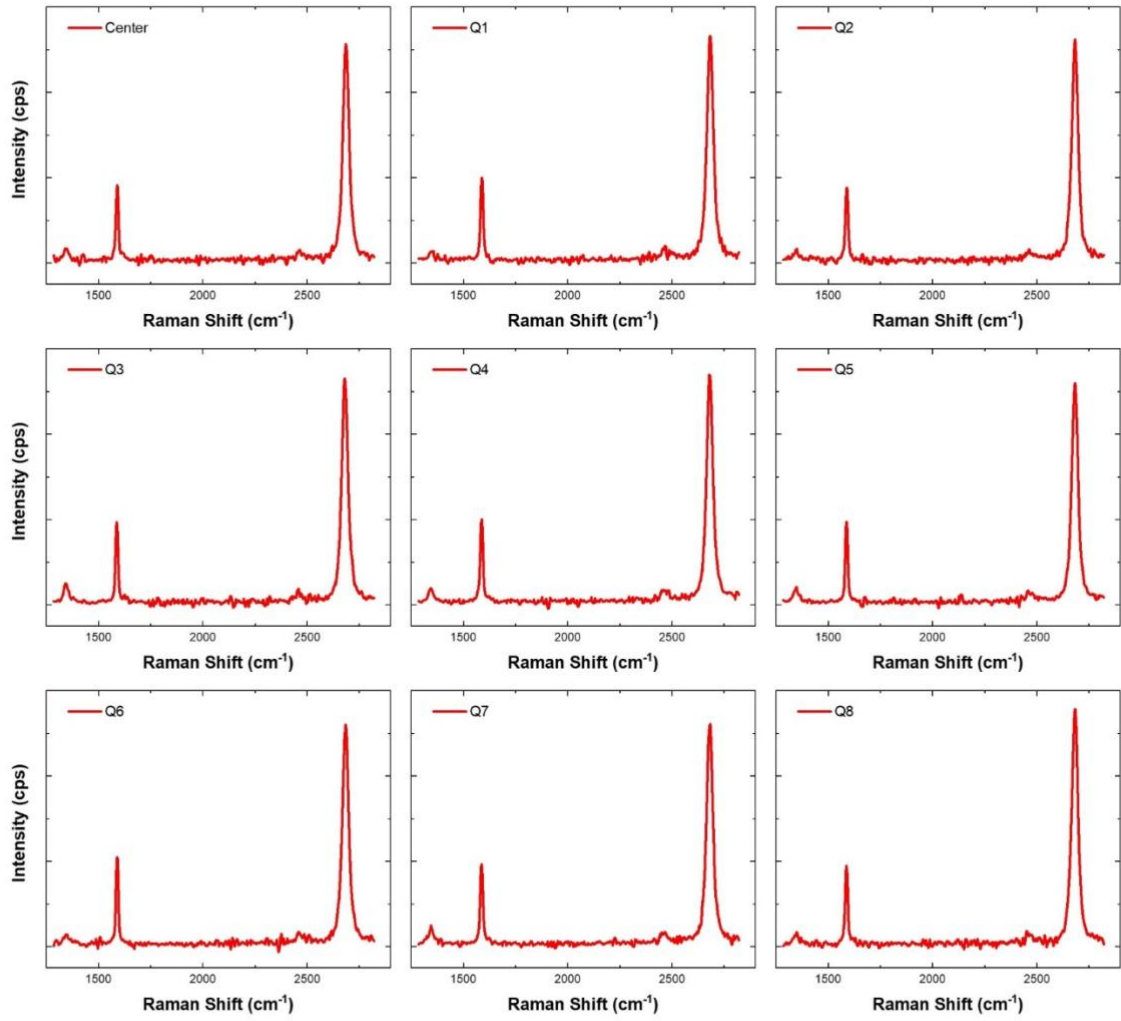 Center
Q1
Q2
Intensity (cps)
1500 2000 2500
1500 2000 2500
1500 2000 2500
Raman Shift (cm⁻¹)
Raman Shift (cm⁻¹)
Raman Shift (cm⁻¹)
Q3
Q4
Q5
Intensity (cps)
1500 2000 2500
1500 2000 2500
1500 2000 2500
Raman Shift (cm⁻¹)
Raman Shift (cm⁻¹)
Raman Shift (cm⁻¹)
Q6
Q7
Q8
Intensity (cps)
1500 2000 2500
1500 2000 2500
1500 2000 2500
Raman Shift (cm⁻¹)
Raman Shift (cm⁻¹)
Raman Shift (cm⁻¹)